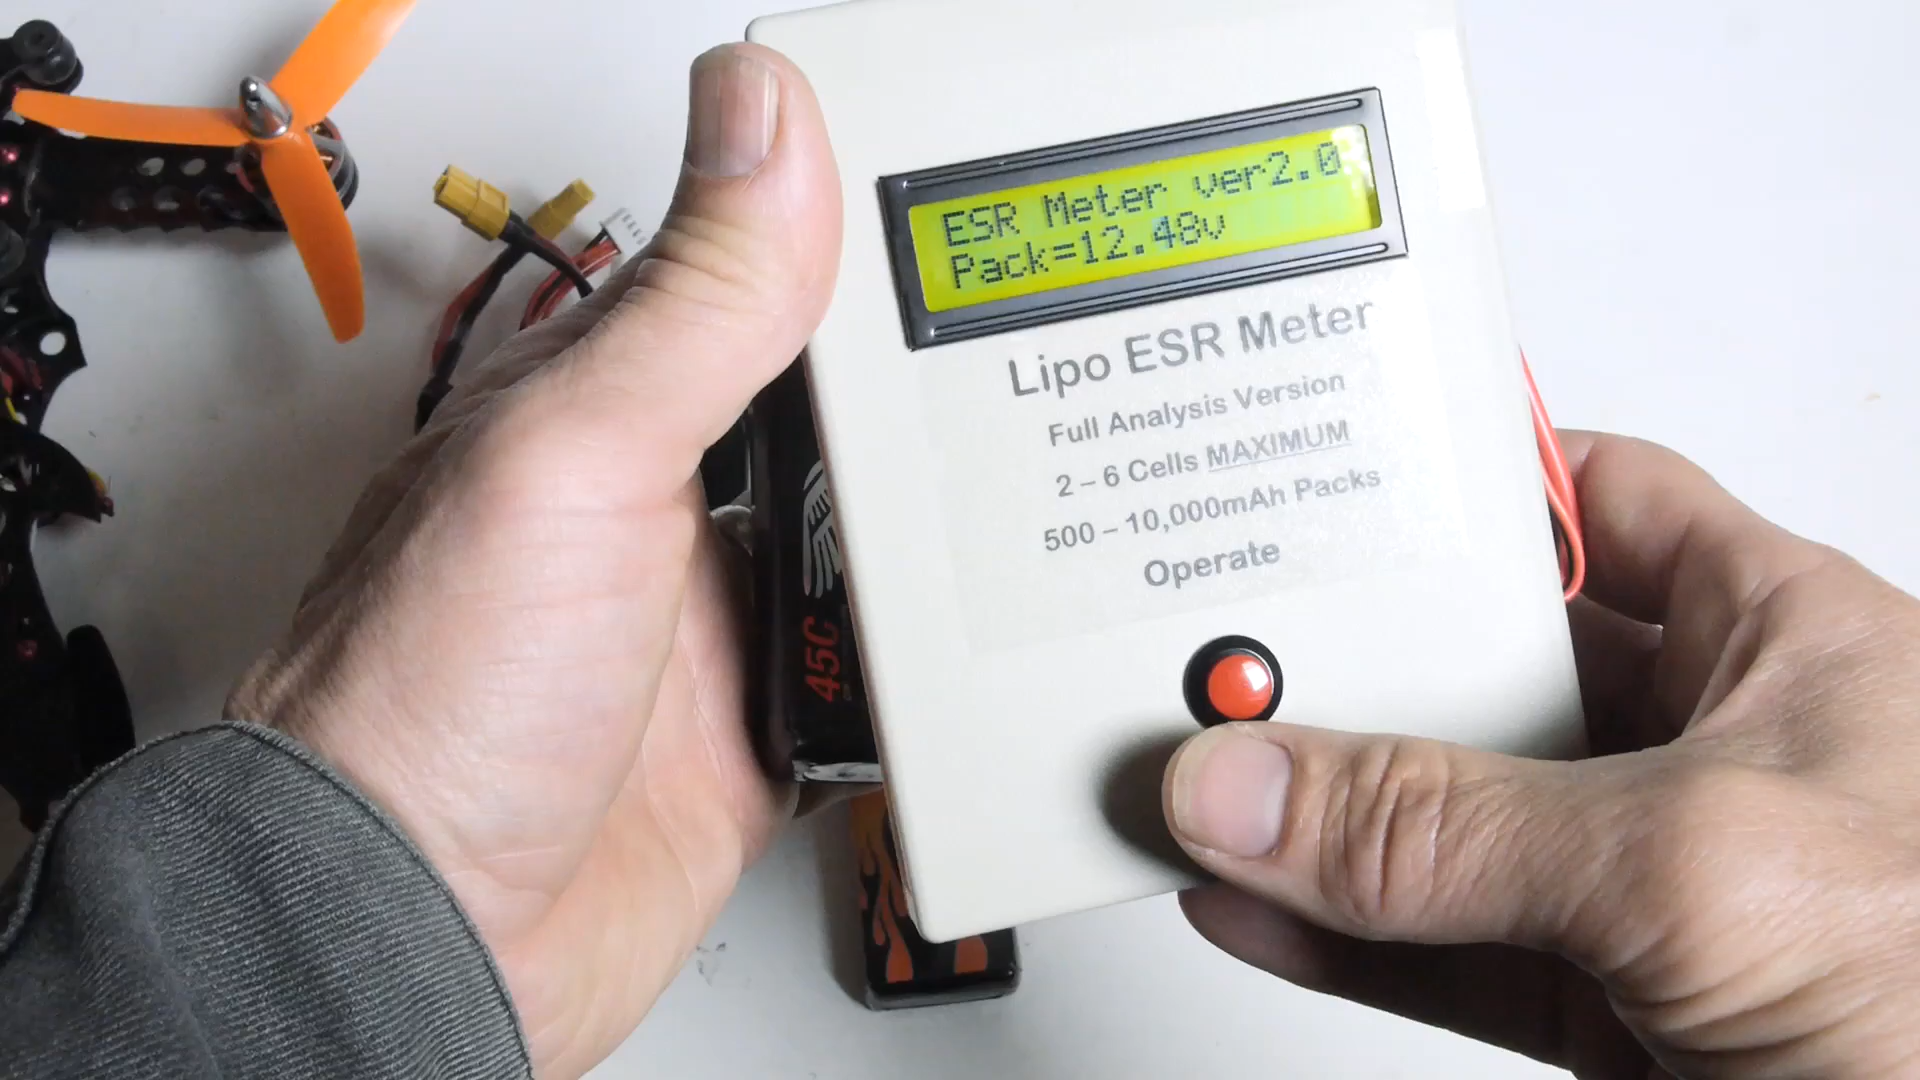 ESR Meter ver2.0
Pack=12.48v
Lipo ESR Meter
Full Analysis Version
2 – 6 Cells MAXIMUM
500 – 10,000mAh Packs
Operate
45C